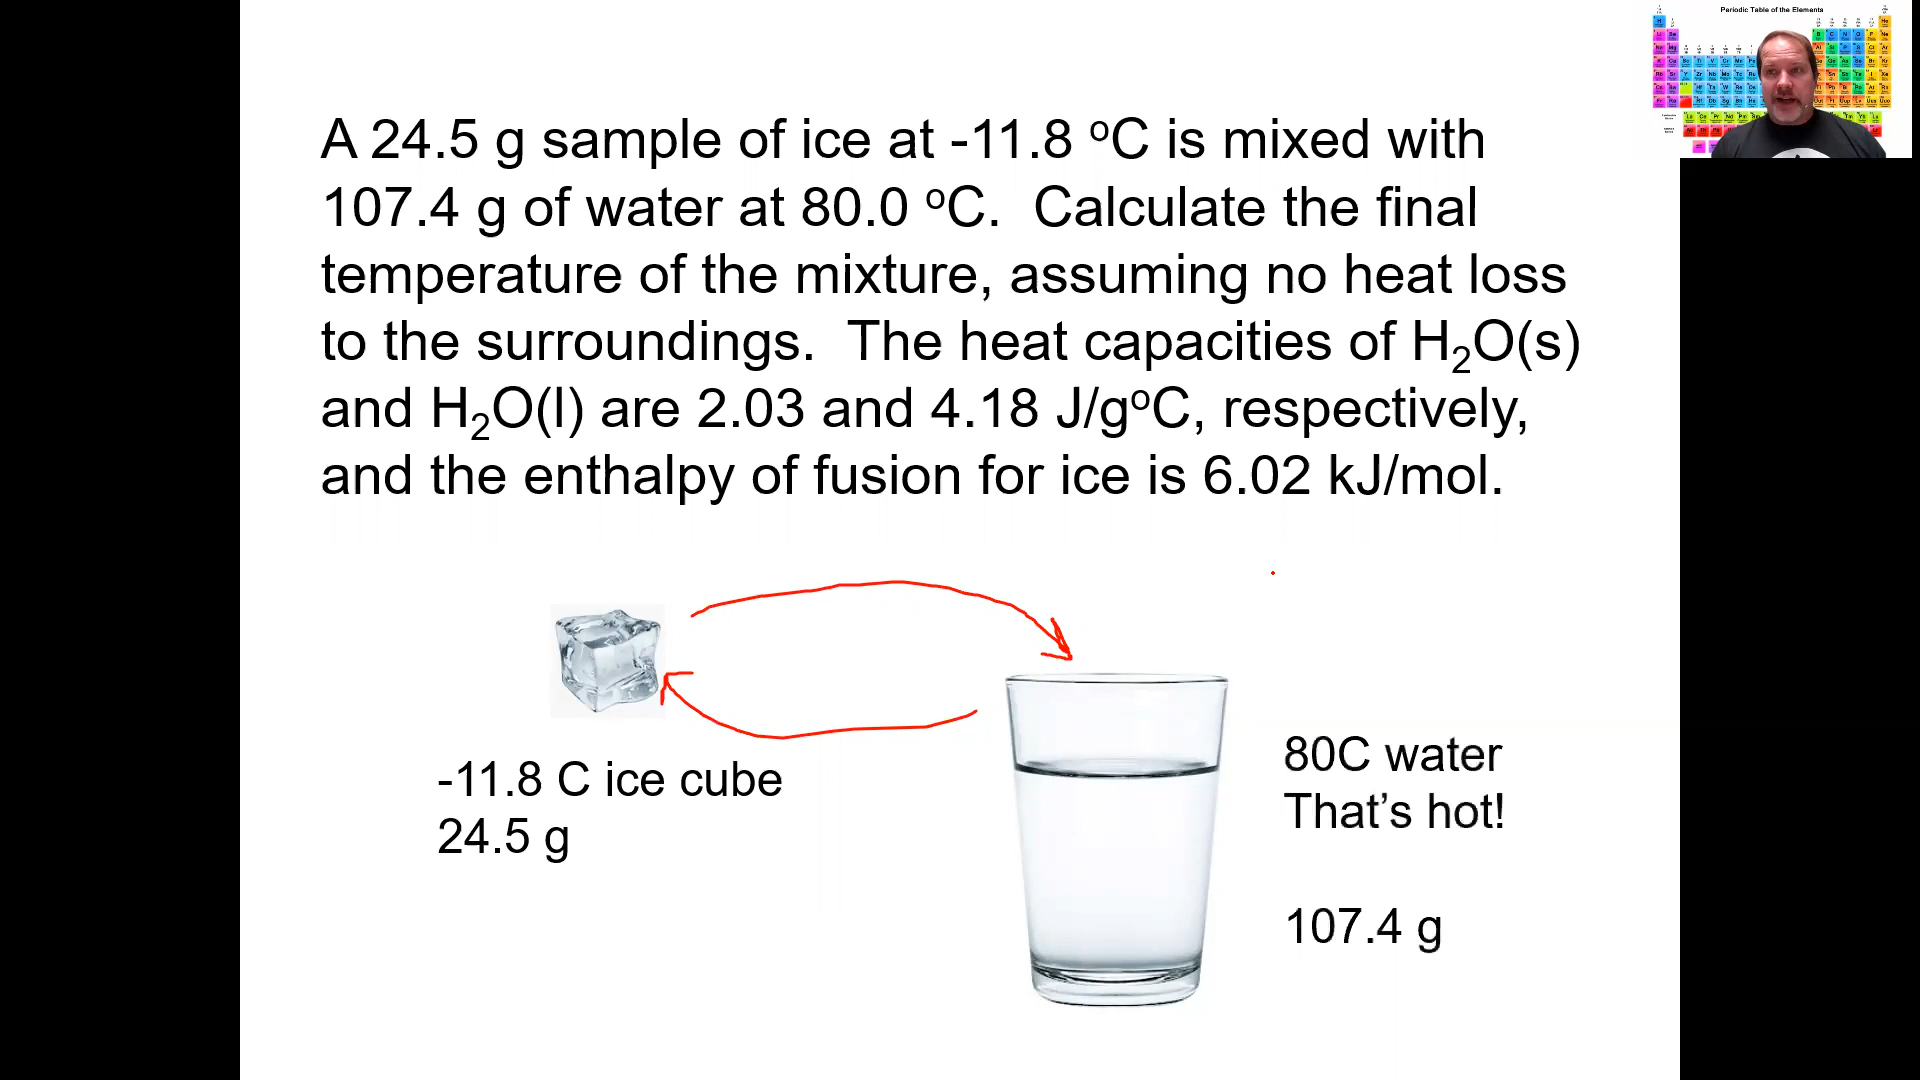 Periodic Table of the Elements
A 24.5 g sample of ice at -11.8 ºC is mixed with
107.4 g of water at 80.0 ºC.  Calculate the final
temperature of the mixture, assuming no heat loss
to the surroundings.  The heat capacities of H₂O(s)
and H₂O(l) are 2.03 and 4.18 J/gºC, respectively,
and the enthalpy of fusion for ice is 6.02 kJ/mol.
-11.8 C ice cube
24.5 g
80C water
That’s hot!
107.4 g